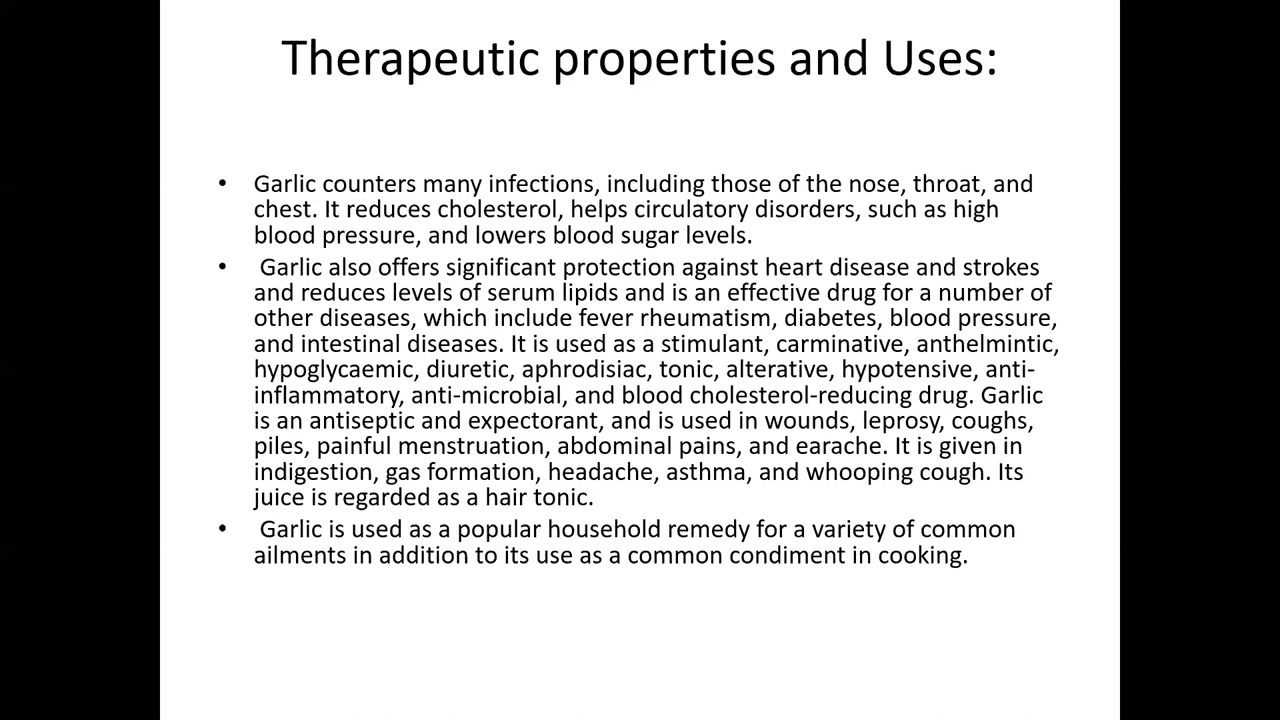 Therapeutic properties and Uses:
• Garlic counters many infections, including those of the nose, throat, and
chest. It reduces cholesterol, helps circulatory disorders, such as high
blood pressure, and lowers blood sugar levels.
• Garlic also offers significant protection against heart disease and strokes
and reduces levels of serum lipids and is an effective drug for a number of
other diseases, which include fever rheumatism, diabetes, blood pressure,
and intestinal diseases. It is used as a stimulant, carminative, anthelmintic,
hypoglycaemic, diuretic, aphrodisiac, tonic, alterative, hypotensive, anti-
inflammatory, anti-microbial, and blood cholesterol-reducing drug. Garlic
is an antiseptic and expectorant, and is used in wounds, leprosy, coughs,
piles, painful menstruation, abdominal pains, and earache. It is given in
indigestion, gas formation, headache, asthma, and whooping cough. Its
juice is regarded as a hair tonic.
• Garlic is used as a popular household remedy for a variety of common
ailments in addition to its use as a common condiment in cooking.